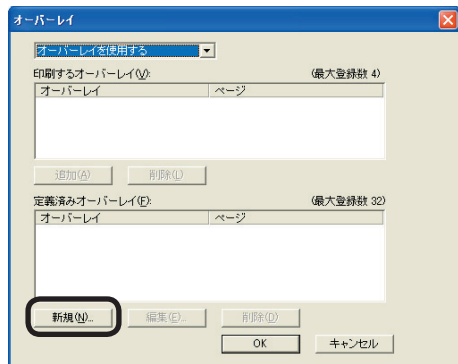 オーバーレイ
オーバーレイを使用する
印刷するオーバーレイ(V): (最大登録数 4)
オーバーレイ ページ
追加(A) 削除(L)
定義済みオーバーレイ(F): (最大登録数 32)
オーバーレイ ページ
新規(N)... 編集(E)... 削除(D)
OK キャンセル